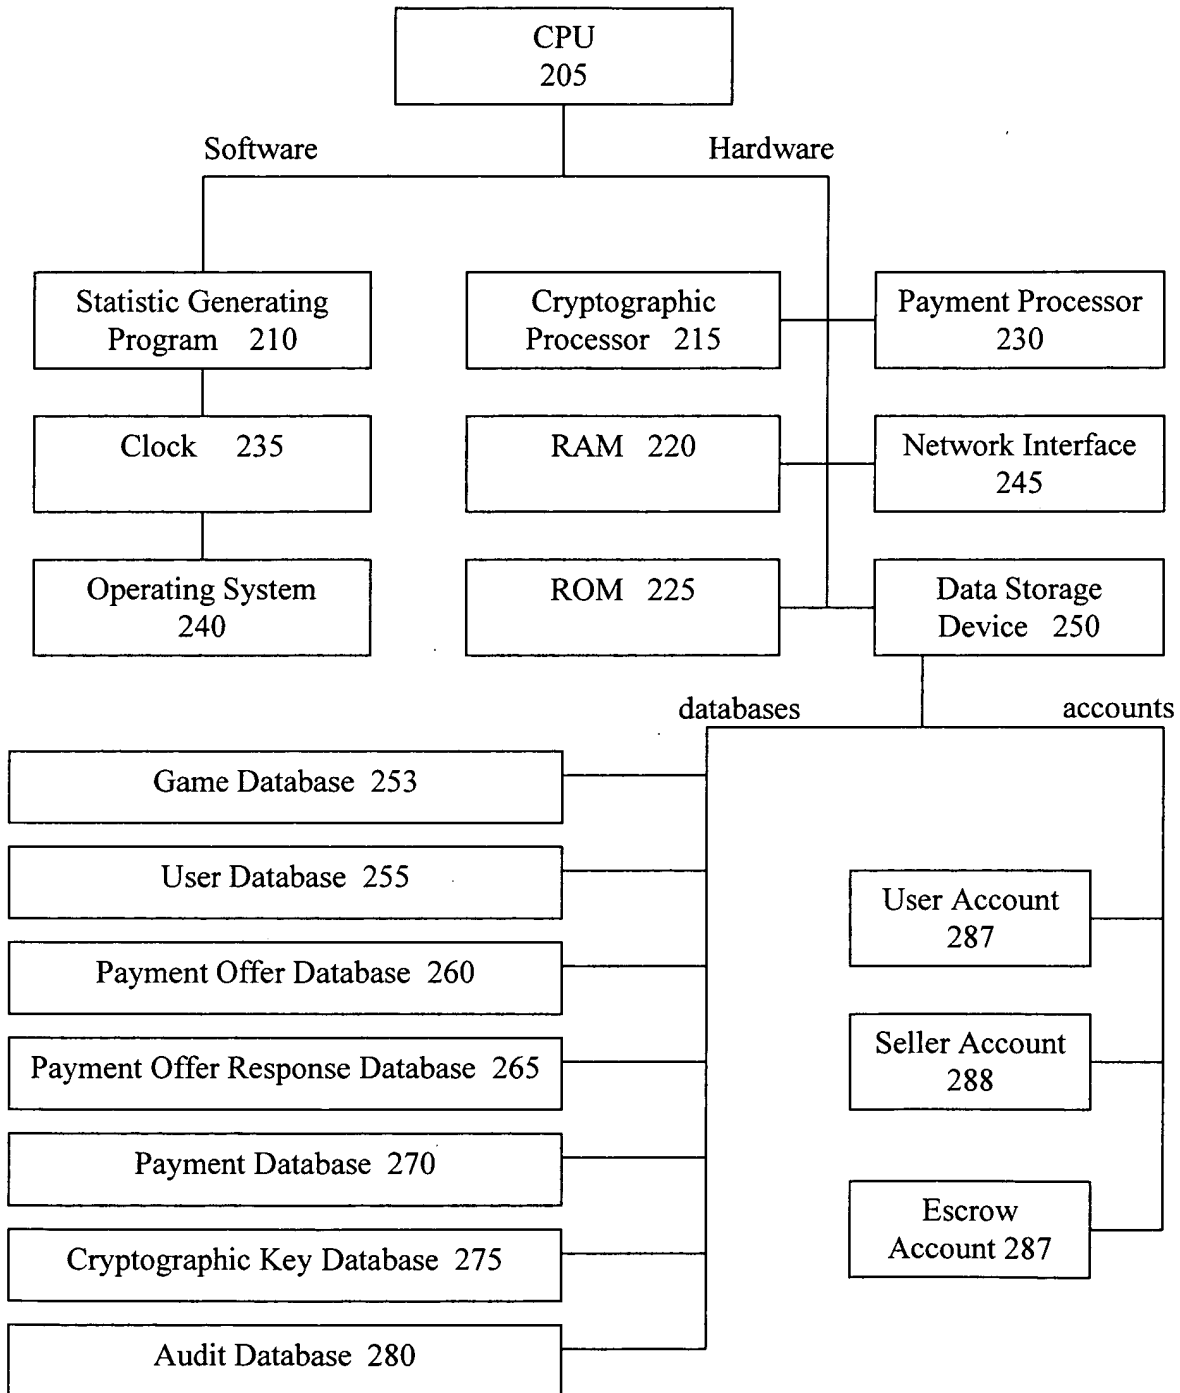 CPU
205
Software
Hardware
Statistic Generating
Program 210
Cryptographic
Processor 215
Payment Processor
230
Clock 235
RAM 220
Network Interface
245
Operating System
240
ROM 225
Data Storage
Device 250
databases
accounts
Game Database 253
User Database 255
Payment Offer Database 260
Payment Offer Response Database 265
Payment Database 270
Cryptographic Key Database 275
Audit Database 280
User Account
287
Seller Account
288
Escrow
Account 287